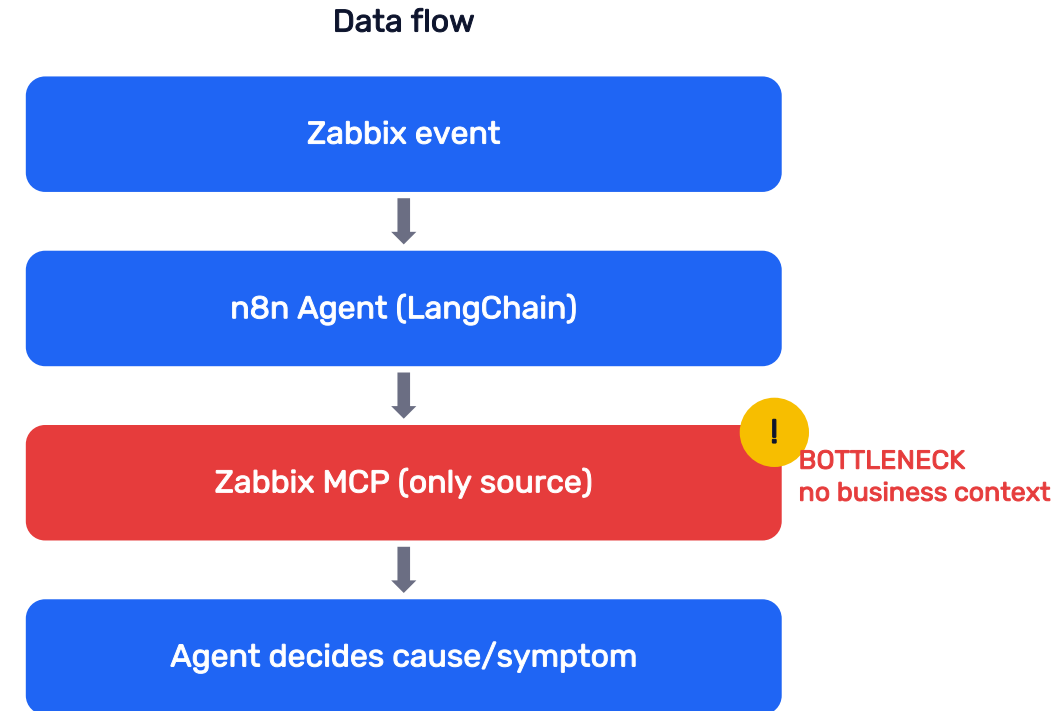 Data flow
Zabbix event
n8n Agent (LangChain)
!
Zabbix MCP (only source)
BOTTLENECK
no business context
Agent decides cause/symptom